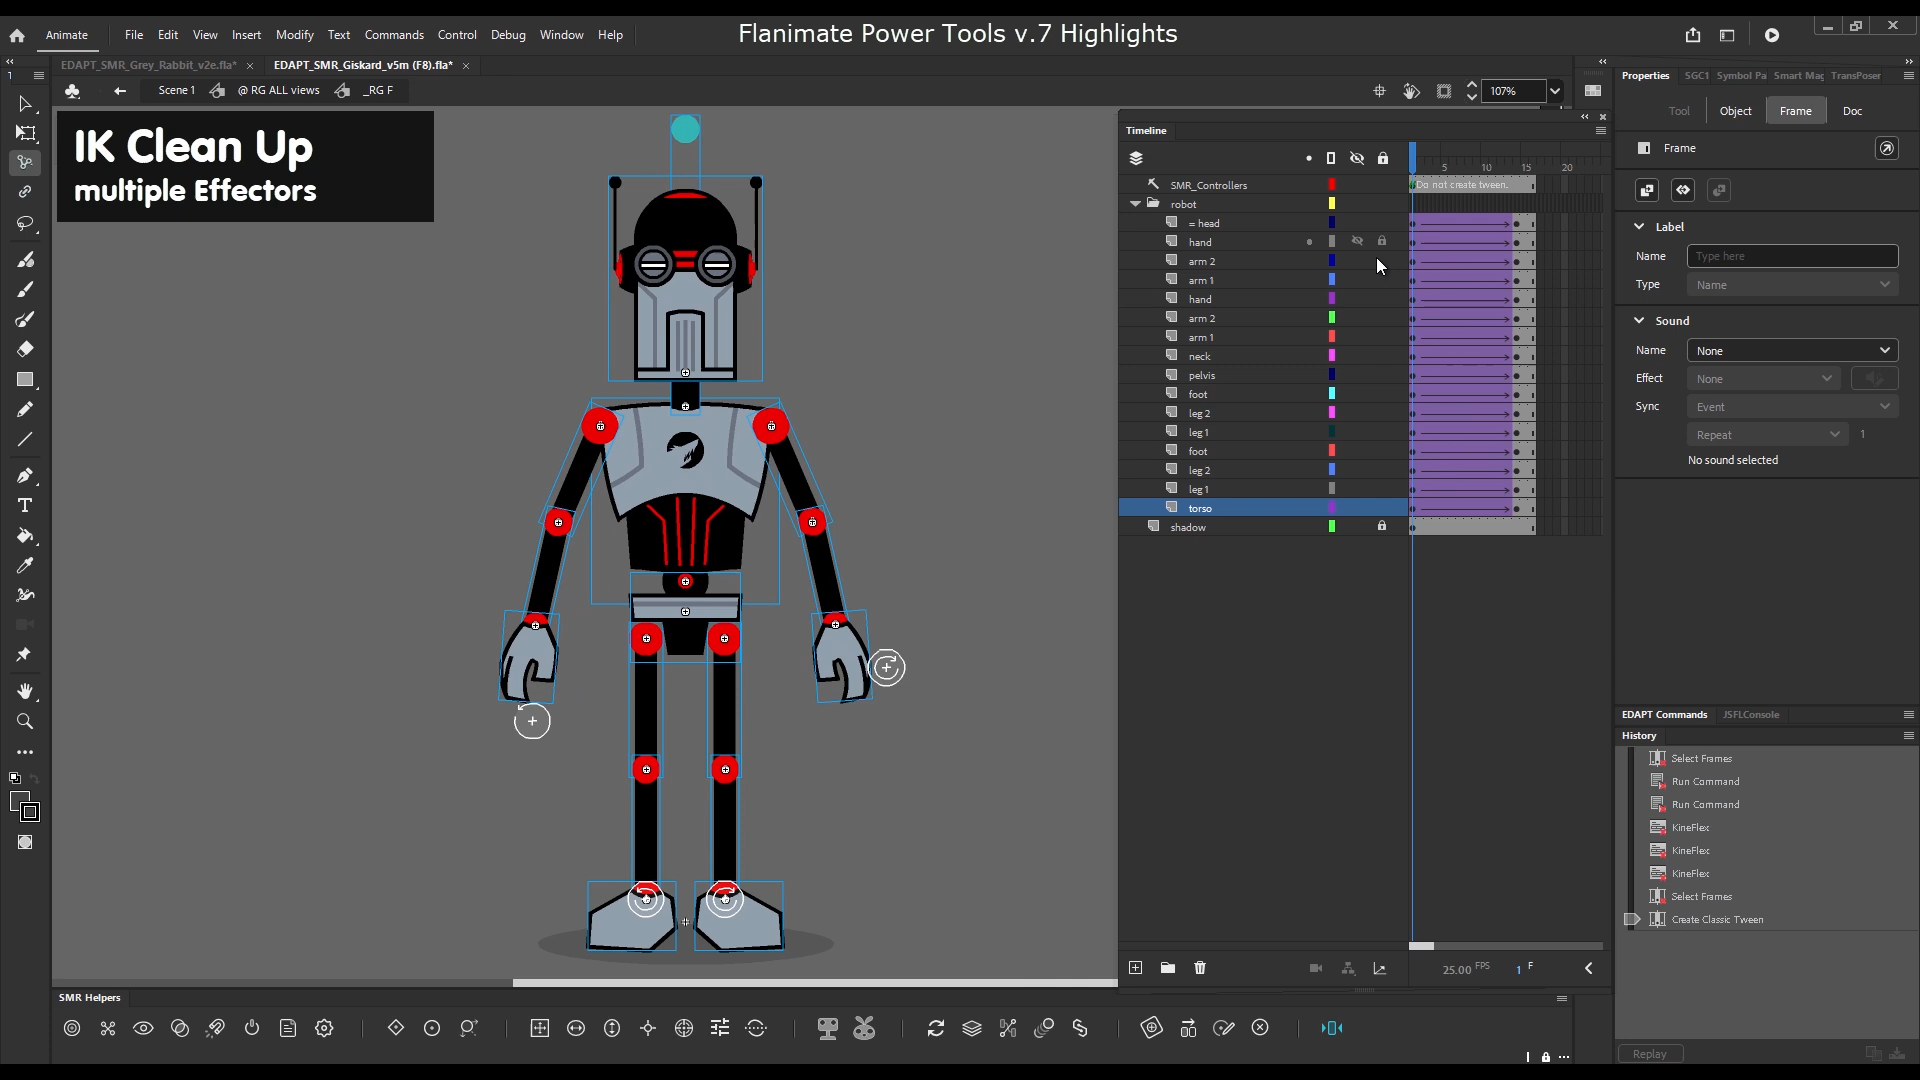 Flanimate Power Tools v.7 Highlights
Animate File Edit View Insert Modify Text Commands Control Debug Window Help
EDAPT_SMR_Grey_Rabbit_v2e.fla* × EDAPT_SMR_Giskard_v5m (F8).fla* ×
Scene 1 @ RG ALL views _RG F
107%
IK Clean Up
multiple Effectors
Timeline
5 10 15 20
SMR_Controllers
Do not create tween.
robot
= head
hand
arm 2
arm 1
hand
arm 2
arm 1
neck
pelvis
foot
leg 2
leg 1
foot
leg 2
leg 1
torso
shadow
25.00 FPS 1 F
Properties SGC1 Symbol Pa Smart Mag TransPoser
Tool Object Frame Doc
Frame
Label
Name Type here
Type Name
Sound
Name None
Effect None
Sync Event
Repeat 1
No sound selected
EDAPT Commands JSFLConsole
History
Select Frames
Run Command
Run Command
KineFlex
KineFlex
KineFlex
Select Frames
Create Classic Tween
Replay
SMR Helpers